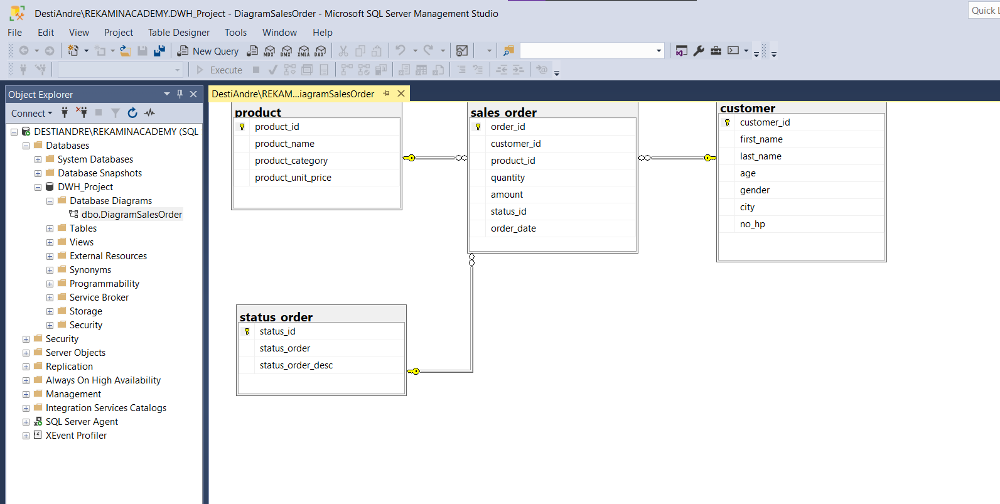 DestiAndre\REKAMINACADEMY.DWH_Project - DiagramSalesOrder - Microsoft SQL Server Management Studio
Quick L
File Edit View Project Table Designer Tools Window Help
New Query MDX DMX XMLA DAX
Execute
Object Explorer
DestiAndre\REKAM...iagramSalesOrder
Connect
DESTIANDRE\REKAMINACADEMY (SQL
Databases
System Databases
Database Snapshots
DWH_Project
Database Diagrams
dbo.DiagramSalesOrder
Tables
Views
External Resources
Synonyms
Programmability
Service Broker
Storage
Security
Security
Server Objects
Replication
Always On High Availability
Management
Integration Services Catalogs
SQL Server Agent
XEvent Profiler
product
product_id
product_name
product_category
product_unit_price
sales_order
order_id
customer_id
product_id
quantity
amount
status_id
order_date
customer
customer_id
first_name
last_name
age
gender
city
no_hp
status_order
status_id
status_order
status_order_desc